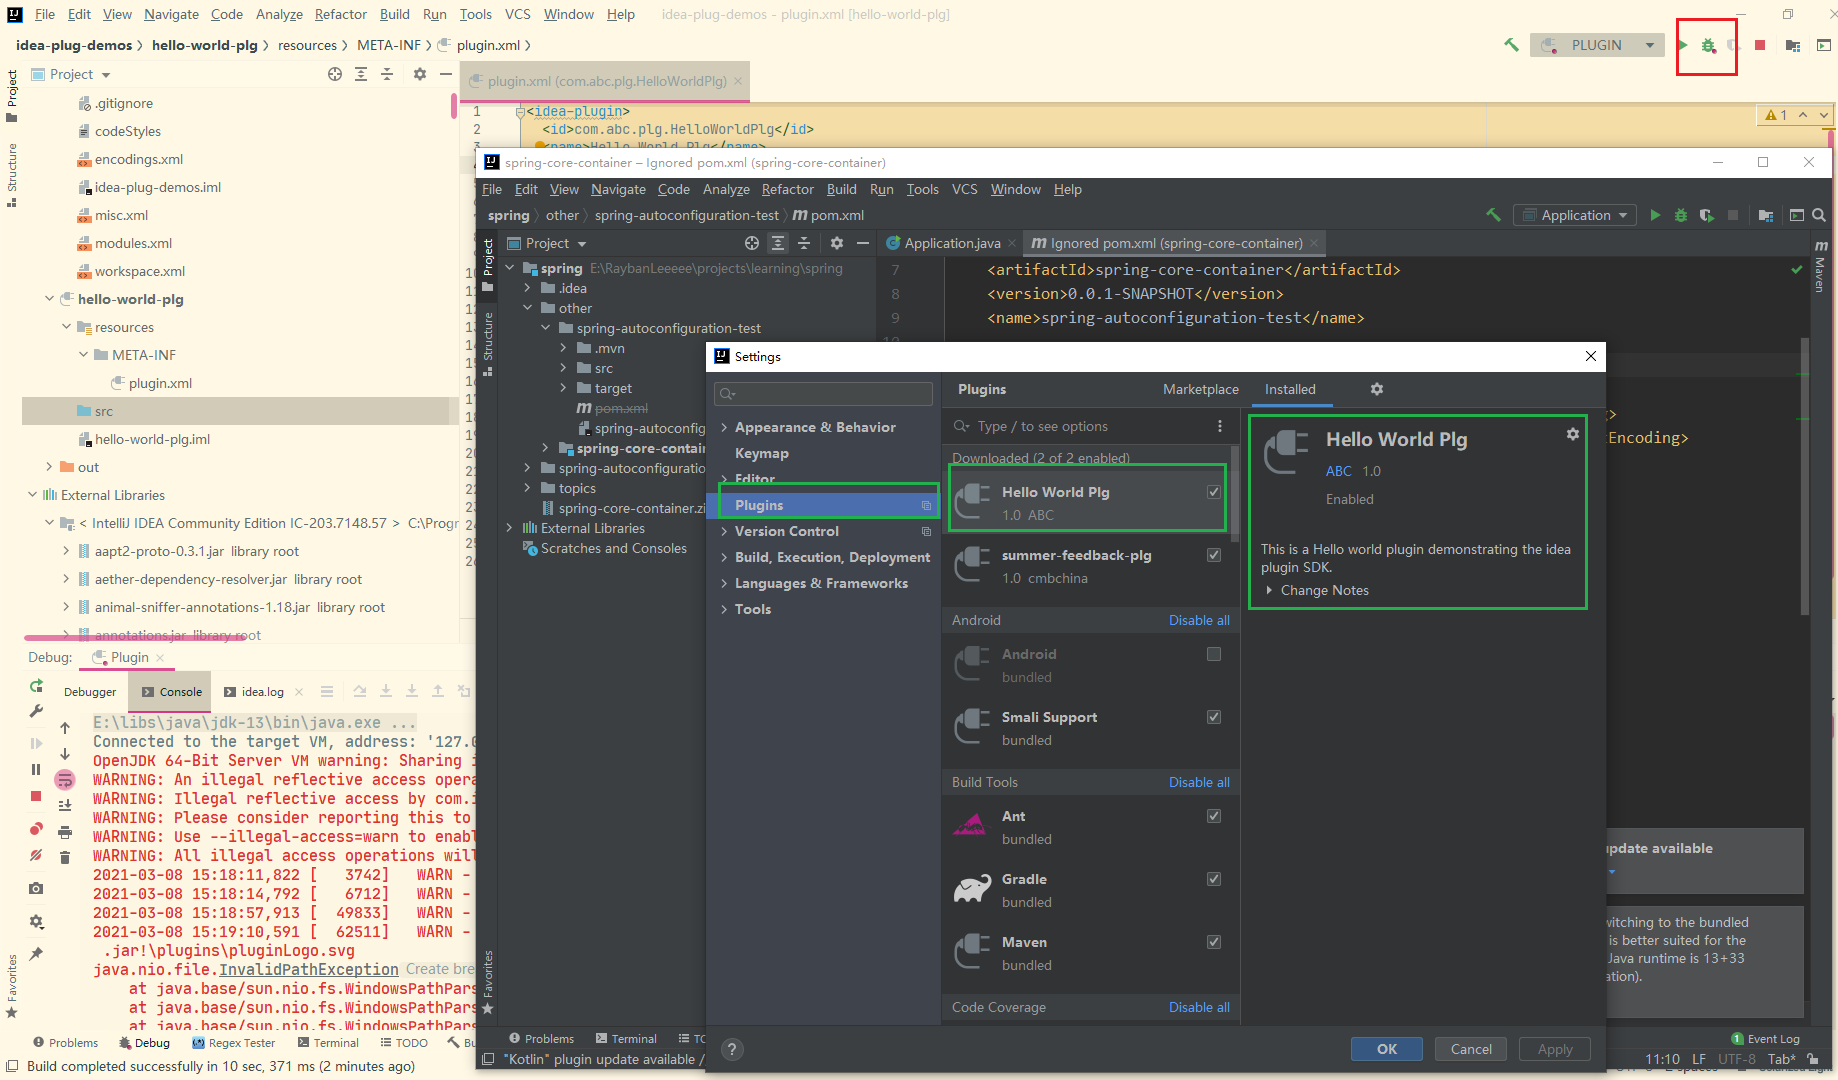 File Edit View Navigate Code Analyze Refactor Build Run Tools VCS Window Help idea-plug-demos - plugin.xml [hello-world-plg]
idea-plug-demos hello-world-plg resources META-INF plugin.xml
PLUGIN
Project
plugin.xml (com.abc.plg.HelloWorldPlg)
Project
Structure
Favorites
.gitignore
codeStyles
encodings.xml
idea-plug-demos.iml
misc.xml
modules.xml
workspace.xml
hello-world-plg
resources
META-INF
plugin.xml
src
hello-world-plg.iml
out
External Libraries
< IntelliJ IDEA Community Edition IC-203.7148.57 > C:\Progr
aapt2-proto-0.3.1.jar library root
aether-dependency-resolver.jar library root
animal-sniffer-annotations-1.18.jar library root
annotations.jar library root
1 <idea-plugin>
2 <id>com.abc.plg.HelloWorldPlg</id>
3 <name>Hello World Plg</name>
1
Debug: Plugin
Debugger Console idea.log
E:\libs\java\jdk-13\bin\java.exe ...
Connected to the target VM, address: '127.0
OpenJDK 64-Bit Server VM warning: Sharing i
WARNING: An illegal reflective access opera
WARNING: Illegal reflective access by com.i
WARNING: Please consider reporting this to
WARNING: Use --illegal-access=warn to enabl
WARNING: All illegal access operations will
2021-03-08 15:18:11,822 [ 3742] WARN -
2021-03-08 15:18:14,792 [ 6712] WARN -
2021-03-08 15:18:57,913 [ 49833] WARN -
2021-03-08 15:19:10,591 [ 62511] WARN -
.jar!\plugins\pluginLogo.svg
java.nio.file.InvalidPathException Create bre
at java.base/sun.nio.fs.WindowsPathPars
at java.base/sun.nio.fs.WindowsPathPars
at java.base/sun.nio.fs.WindowsPathPars
Problems Debug Regex Tester Terminal TODO Bu
Build completed successfully in 10 sec, 371 ms (2 minutes ago)
spring-core-container – Ignored pom.xml (spring-core-container)
File Edit View Navigate Code Analyze Refactor Build Run Tools VCS Window Help
spring other spring-autoconfiguration-test pom.xml
Application
Project
Application.java Ignored pom.xml (spring-core-container)
Project
Structure
Favorites
Maven
spring E:\RaybanLeeeee\projects\learning\spring
.idea
other
spring-autoconfiguration-test
.mvn
src
target
pom.xml
spring-autoconfig
spring-core-contai
spring-autoconfiguratio
topics
spring-core-container.zi
External Libraries
Scratches and Consoles
7 <artifactId>spring-core-container</artifactId>
8 <version>0.0.1-SNAPSHOT</version>
9 <name>spring-autoconfiguration-test</name>
>
Encoding>
Settings
Appearance & Behavior
Keymap
Editor
Plugins
Version Control
Build, Execution, Deployment
Languages & Frameworks
Tools
Plugins Marketplace Installed
Type / to see options
Downloaded (2 of 2 enabled)
Hello World Plg
1.0 ABC
summer-feedback-plg
1.0 cmbchina
Android Disable all
Android
bundled
Smali Support
bundled
Build Tools Disable all
Ant
bundled
Gradle
bundled
Maven
bundled
Code Coverage Disable all
Hello World Plg
ABC 1.0
Enabled
This is a Hello world plugin demonstrating the idea
plugin SDK.
Change Notes
? OK Cancel Apply
update available
witching to the bundled
is better suited for the
Java runtime is 13+33
ation).
Problems Terminal TO
1 Event Log
"Kotlin" plugin update available /
11:10 LF UTF-8 Tab*